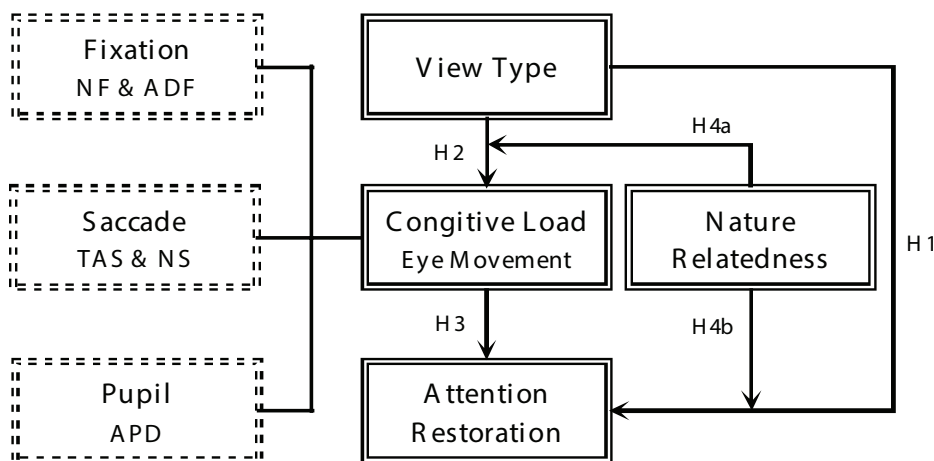 Fixation
NF & ADF
View Type
H4a
H2
Saccade
TAS & NS
Congitive Load
Eye Movement
Nature
Relatedness
H1
H3
H4b
Pupil
APD
Attention
Restoration